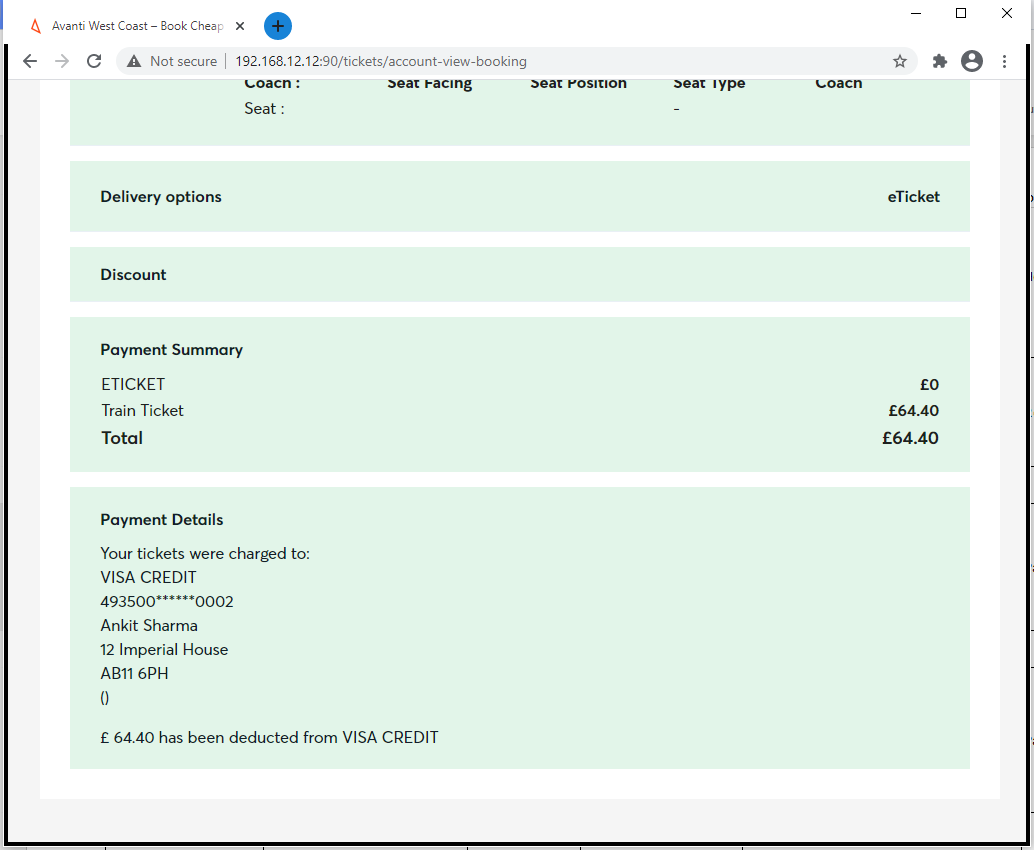 Avanti West Coast – Book Cheap
Not secure 192.168.12.12:90/tickets/account-view-booking
Coach : Seat Facing Seat Position Seat Type Coach
Seat : -
Delivery options eTicket
Discount
Payment Summary
ETICKET £0
Train Ticket £64.40
Total £64.40
Payment Details
Your tickets were charged to:
VISA CREDIT
493500******0002
Ankit Sharma
12 Imperial House
AB11 6PH
()
£ 64.40 has been deducted from VISA CREDIT